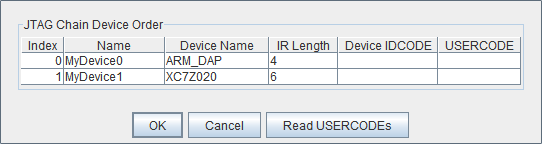 JTAG Chain Device Order
Index Name Device Name IR Length Device IDCODE USERCODE
0 MyDevice0 ARM_DAP 4
1 MyDevice1 XC7Z020 6
OK Cancel Read USERCODEs